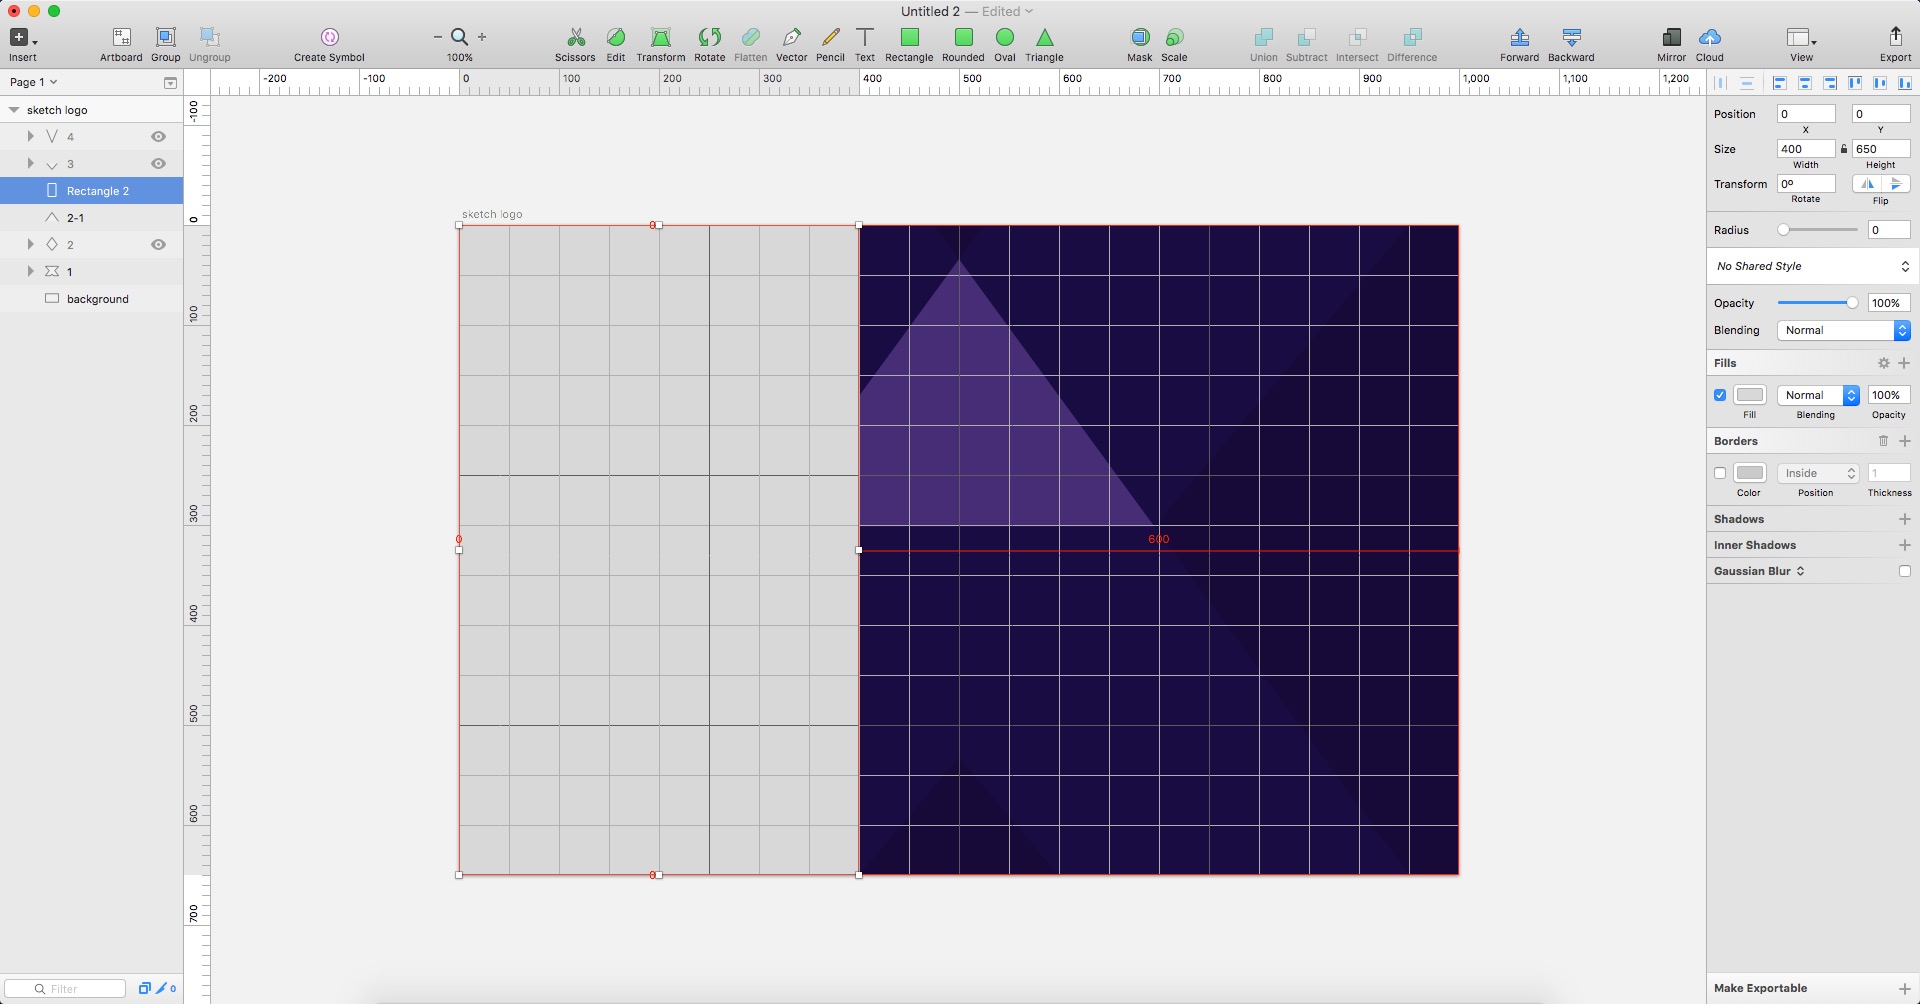 Untitled 2 — Edited
Insert
Artboard
Group
Ungroup
Create Symbol
100%
Scissors
Edit
Transform
Rotate
Flatten
Vector
Pencil
Text
Rectangle
Rounded
Oval
Triangle
Mask
Scale
Union
Subtract
Intersect
Difference
Forward
Backward
Mirror
Cloud
View
Export
Page 1
-200 -100 0 100 200 300 400 500 600 700 800 900 1,000 1,100 1,200
sketch logo
4
3
Rectangle 2
2-1
2
1
background
-100
0
100
200
300
400
500
600
700
sketch logo
0
0
600
0
Position 0 0
X Y
Size 400 650
Width Height
Transform 0º
Rotate Flip
Radius 0
No Shared Style
Opacity 100%
Blending Normal
Fills
Normal 100%
Fill Blending Opacity
Borders
Inside 1
Color Position Thickness
Shadows
Inner Shadows
Gaussian Blur
Filter
0
Make Exportable